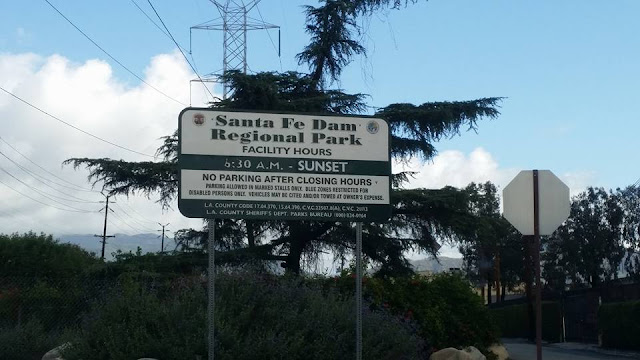 Santa Fe Dam
Regional Park
FACILITY HOURS
6:30 A.M. - SUNSET
NO PARKING AFTER CLOSING HOURS
PARKING ALLOWED IN MARKED STALLS ONLY. BLUE ZONES RESTRICTED FOR
DISABLED PERSONS ONLY. VEHICLES MAY BE CITED AND/OR TOWED AT OWNER'S EXPENSE.
L.A. COUNTY CODE
L.A. COUNTY SHERIFF'S DEPT. PARKS BUREAU